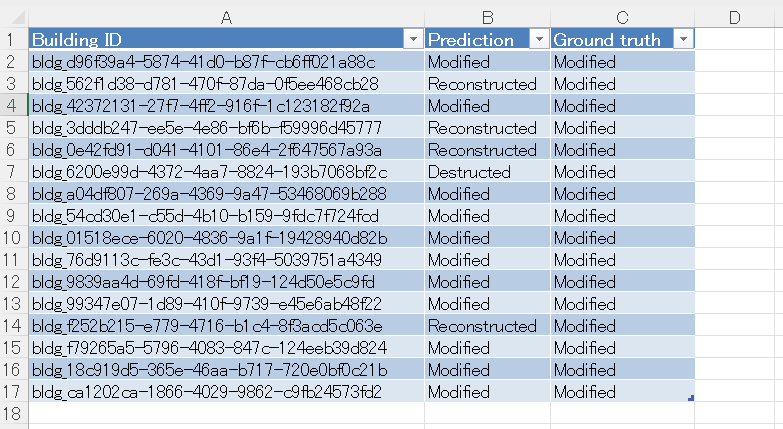 A B C D
1 Building ID Prediction Ground truth
2 bldg_d96f39a4-5874-41d0-b87f-cb6ff021a88c Modified Modified
3 bldg_562f1d38-d781-470f-87da-0f5ee468cb28 Reconstructed Modified
4 bldg_42372131-27f7-4ff2-916f-1c123182f92a Modified Modified
5 bldg_3dddb247-ee5e-4e86-bf6b-f59996d45777 Reconstructed Modified
6 bldg_0e42fd91-d041-4101-86e4-2f647567a93a Reconstructed Modified
7 bldg_6200e99d-4372-4aa7-8824-193b7068bf2c Destructed Modified
8 bldg_a04df807-269a-4369-9a47-53468069b288 Modified Modified
9 bldg_54cd30e1-c55d-4b10-b159-9fdc7f724fcd Modified Modified
10 bldg_01518ece-6020-4836-9a1f-19428940d82b Modified Modified
11 bldg_76d9113c-fe3c-43d1-93f4-5039751a4349 Modified Modified
12 bldg_9839aa4d-69fd-418f-bf19-124d50e5c9fd Modified Modified
13 bldg_99347e07-1d89-410f-9739-e45e6ab48f22 Modified Modified
14 bldg_f252b215-e779-4716-b1c4-8f3acd5c063e Reconstructed Modified
15 bldg_f79265a5-5796-4083-847c-124eeb39d824 Modified Modified
16 bldg_18c919d5-365e-46aa-b717-720e0bf0c21b Modified Modified
17 bldg_ca1202ca-1866-4029-9862-c9fb24573fd2 Modified Modified
18